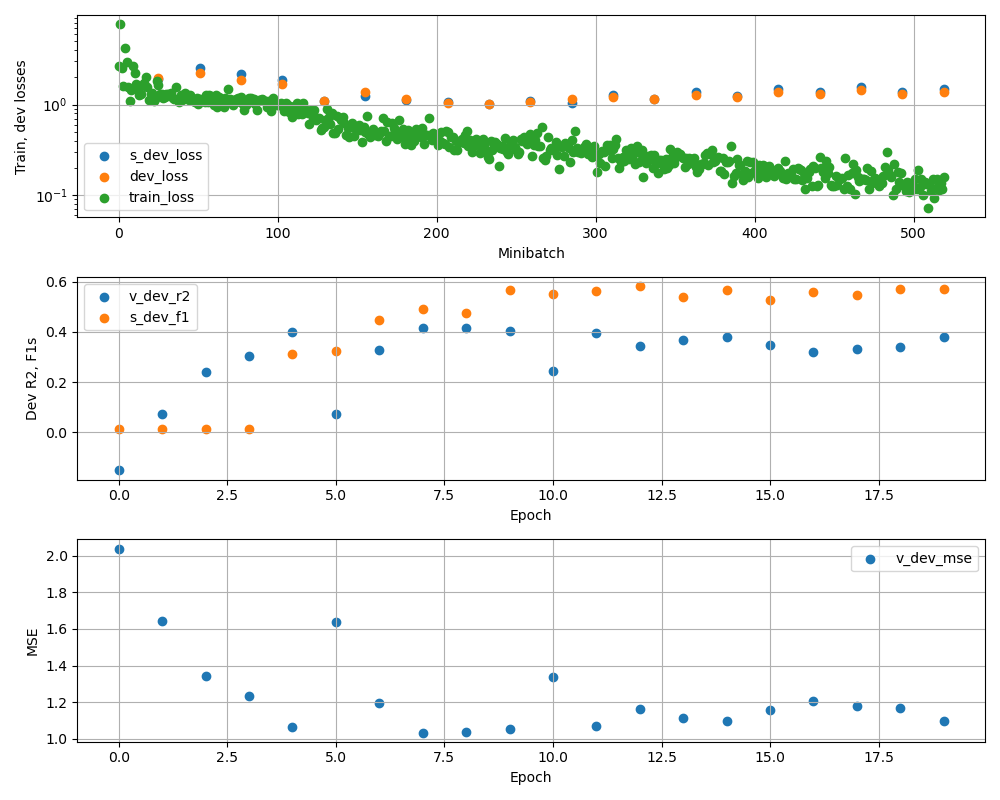 Train, dev losses
10⁰
10⁻¹
s_dev_loss
dev_loss
train_loss
0 100 200 300 400 500
Minibatch
Dev R2, F1s
0.6
0.4
0.2
0.0
v_dev_r2
s_dev_f1
0.0 2.5 5.0 7.5 10.0 12.5 15.0 17.5
Epoch
MSE
2.0
1.8
1.6
1.4
1.2
1.0
v_dev_mse
0.0 2.5 5.0 7.5 10.0 12.5 15.0 17.5
Epoch